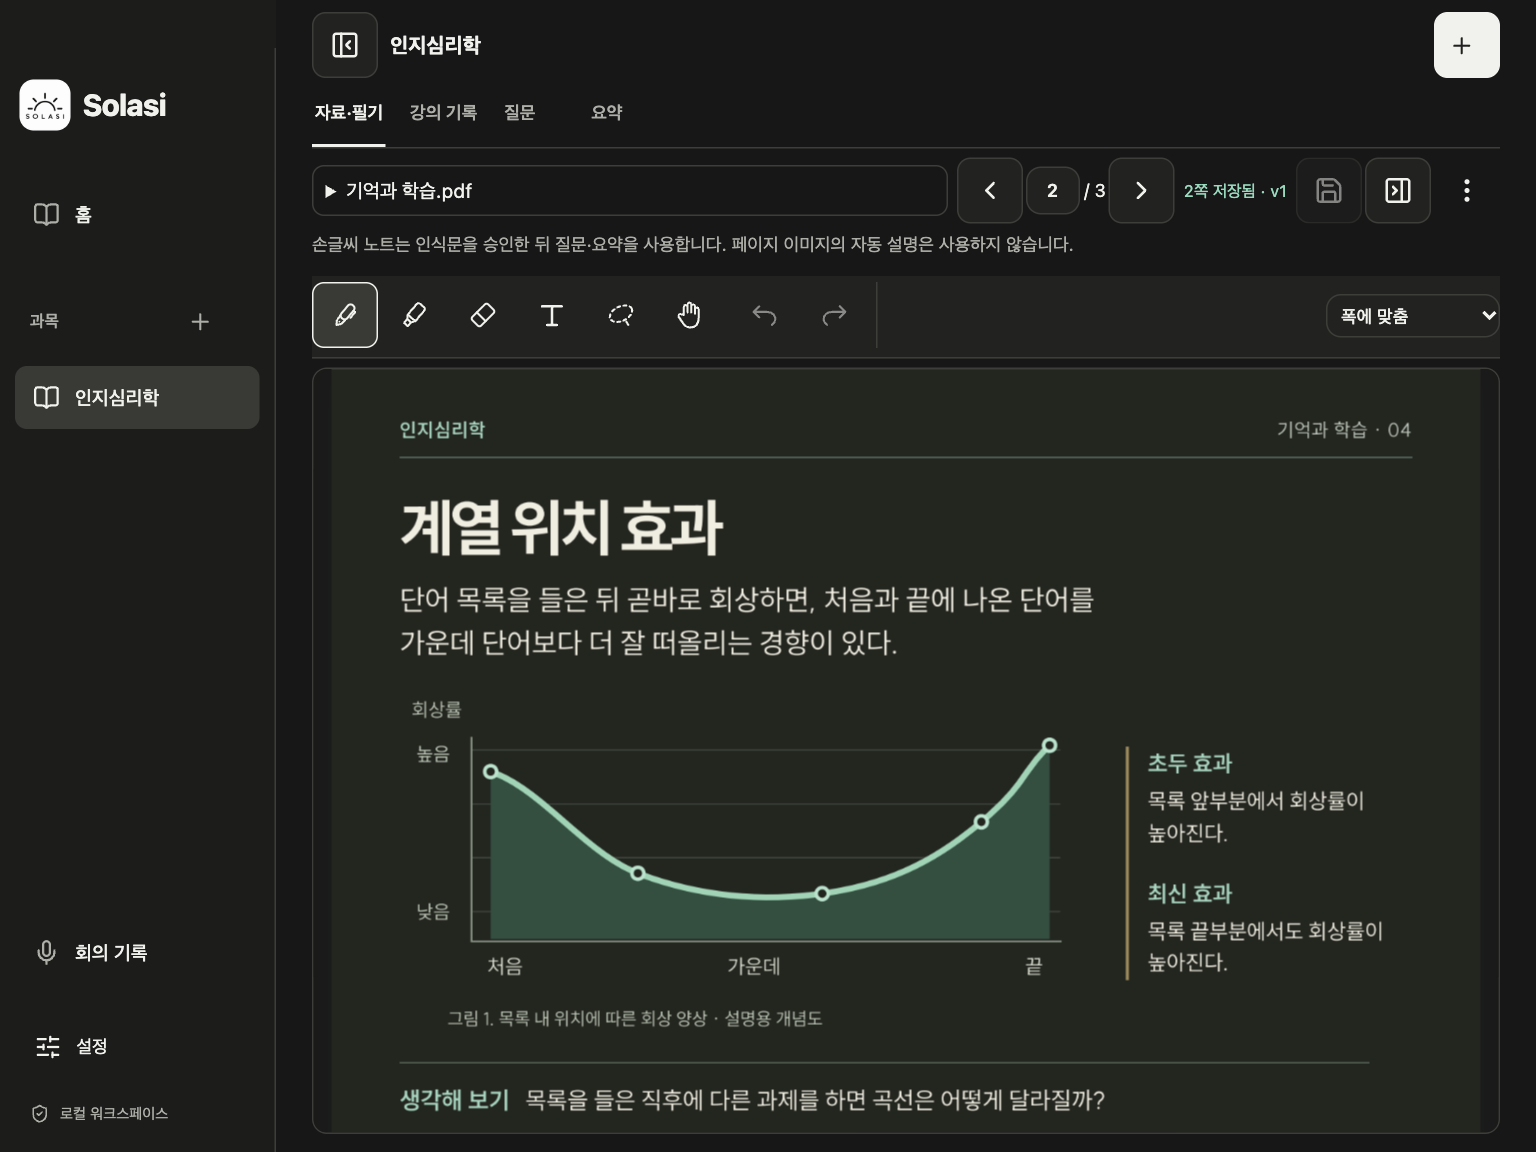 SOLASI
Solasi
홈
과목
인지심리학
회의 기록
설정
로컬 워크스페이스
인지심리학
자료·필기 강의 기록 질문 요약
▶ 기억과 학습.pdf
2 / 3
2쪽 저장됨 · v1
손글씨 노트는 인식문을 승인한 뒤 질문·요약을 사용합니다. 페이지 이미지의 자동 설명은 사용하지 않습니다.
폭에 맞춤
인지심리학
기억과 학습 · 04
계열 위치 효과
단어 목록을 들은 뒤 곧바로 회상하면, 처음과 끝에 나온 단어를
가운데 단어보다 더 잘 떠올리는 경향이 있다.
회상률
높음
낮음
처음 가운데 끝
그림 1. 목록 내 위치에 따른 회상 양상 · 설명용 개념도
초두 효과
목록 앞부분에서 회상률이
높아진다.
최신 효과
목록 끝부분에서도 회상률이
높아진다.
생각해 보기 목록을 들은 직후에 다른 과제를 하면 곡선은 어떻게 달라질까?